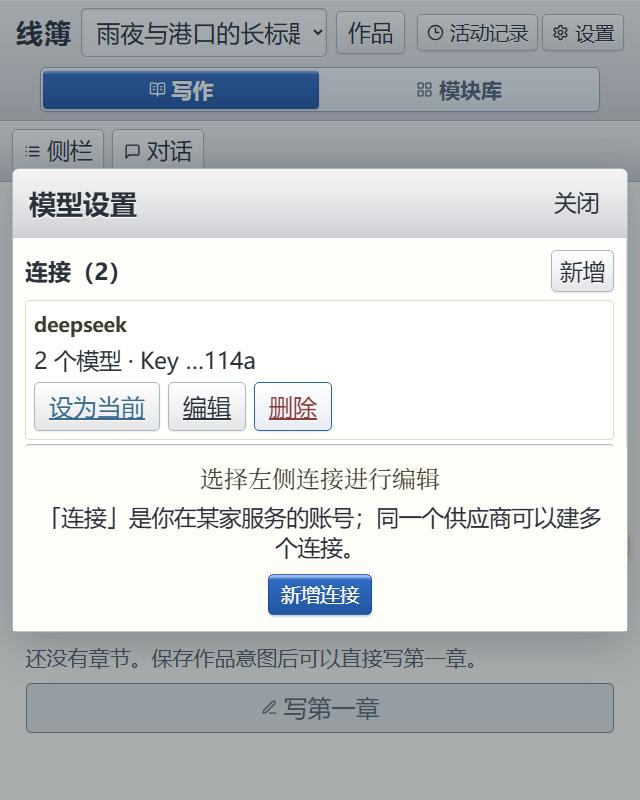 线簿
雨夜与港口的长标是
作品
活动记录
设置
写作
模块库
侧栏
对话
模型设置
关闭
连接（2）
新增
deepseek
2 个模型 · Key …114a
设为当前
编辑
删除
选择左侧连接进行编辑
「连接」是你在某家服务的账号；同一个供应商可以建多
个连接。
新增连接
还没有章节。保存作品意图后可以直接写第一章。
写第一章